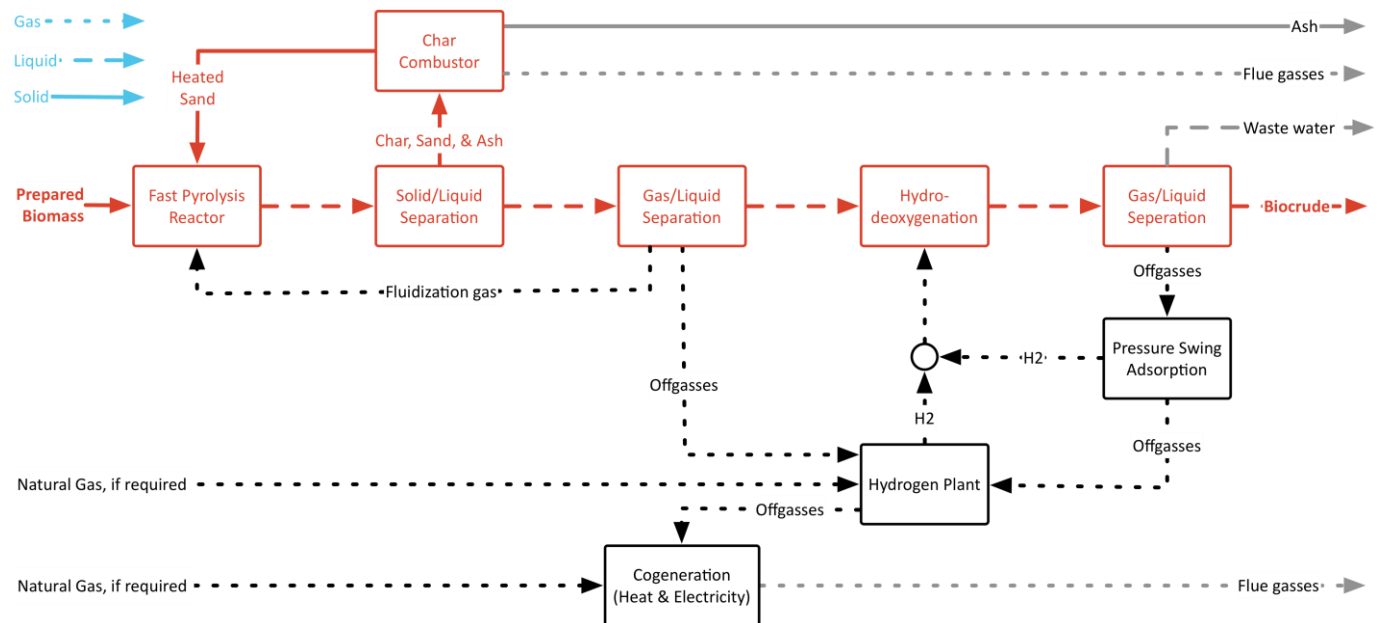 Gas
Liquid
Solid
Char
Combustor
Ash
Flue gasses
Heated
Sand
Char, Sand, & Ash
Waste water
Prepared
Biomass
Fast Pyrolysis
Reactor
Solid/Liquid
Separation
Gas/Liquid
Separation
Hydro-
deoxygenation
Gas/Liquid
Seperation
Biocrude
Fluidization gas
Offgasses
Pressure Swing
Adsorption
H2
Offgasses
H2
Offgasses
Natural Gas, if required
Hydrogen Plant
Offgasses
Natural Gas, if required
Cogeneration
(Heat & Electricity)
Flue gasses